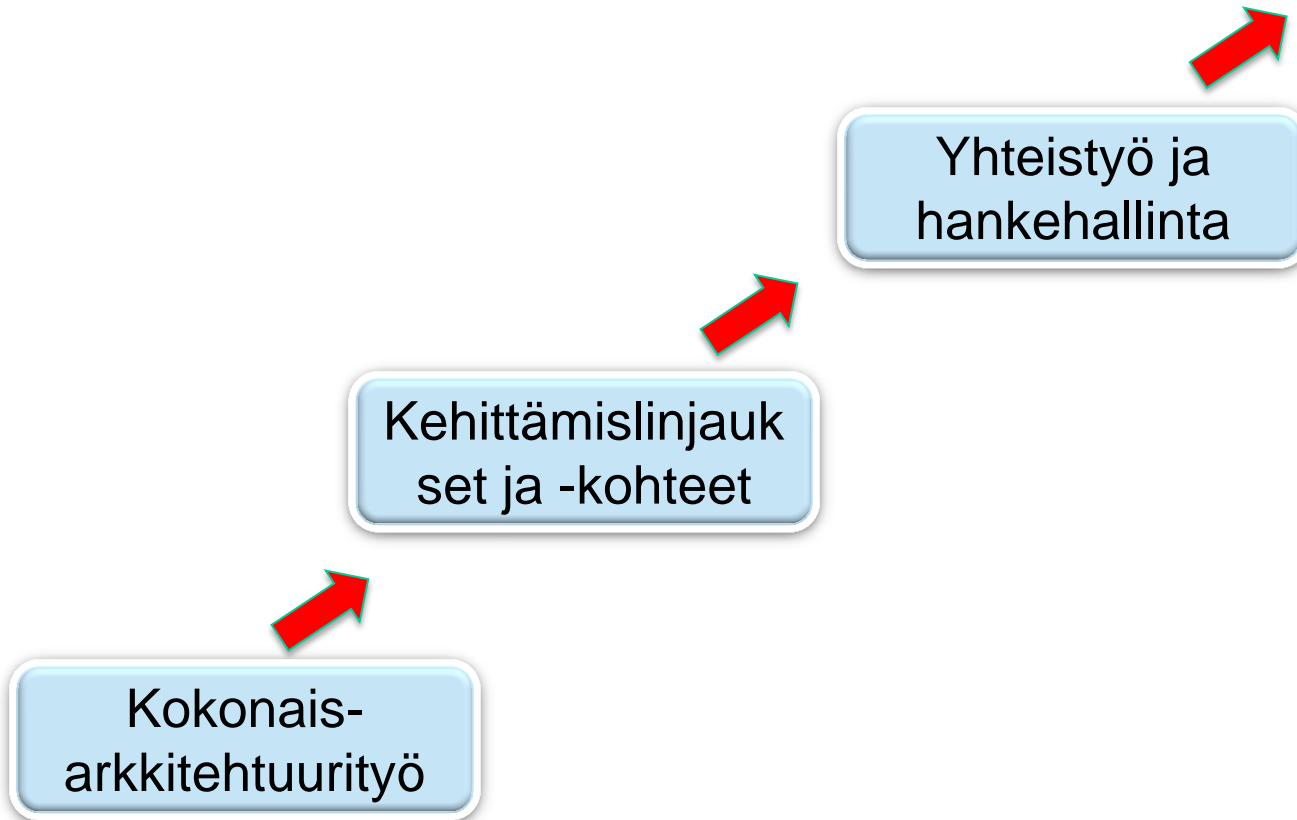 Yhteistyö ja
hankehallinta
Kehittämislinjauk
set ja -kohteet
Kokonais-
arkkitehtuurityö